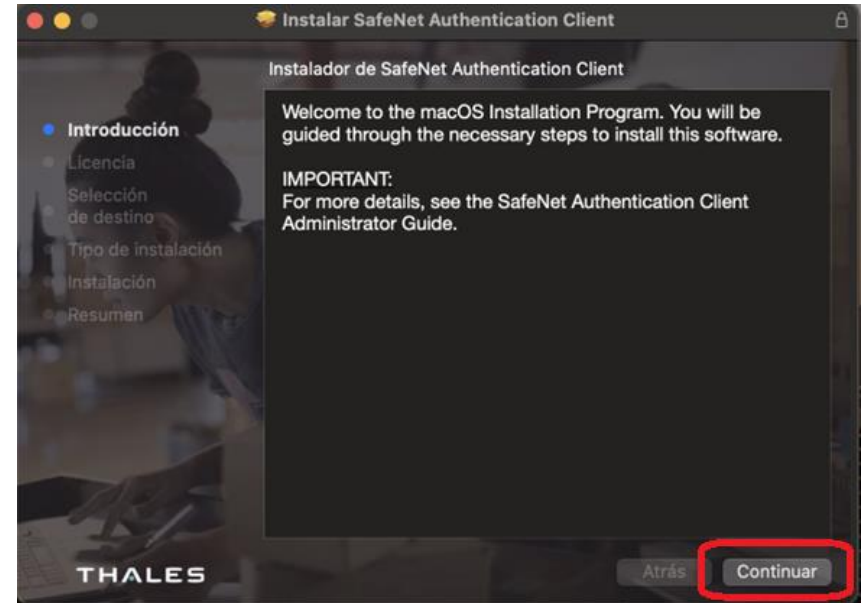 Instalar SafeNet Authentication Client
Instalador de SafeNet Authentication Client
Introducción
Licencia
Selección
de destino
Tipo de instalación
Instalación
Resumen
Welcome to the macOS Installation Program. You will be
guided through the necessary steps to install this software.
IMPORTANT:
For more details, see the SafeNet Authentication Client
Administrator Guide.
THALES
Atrás
Continuar